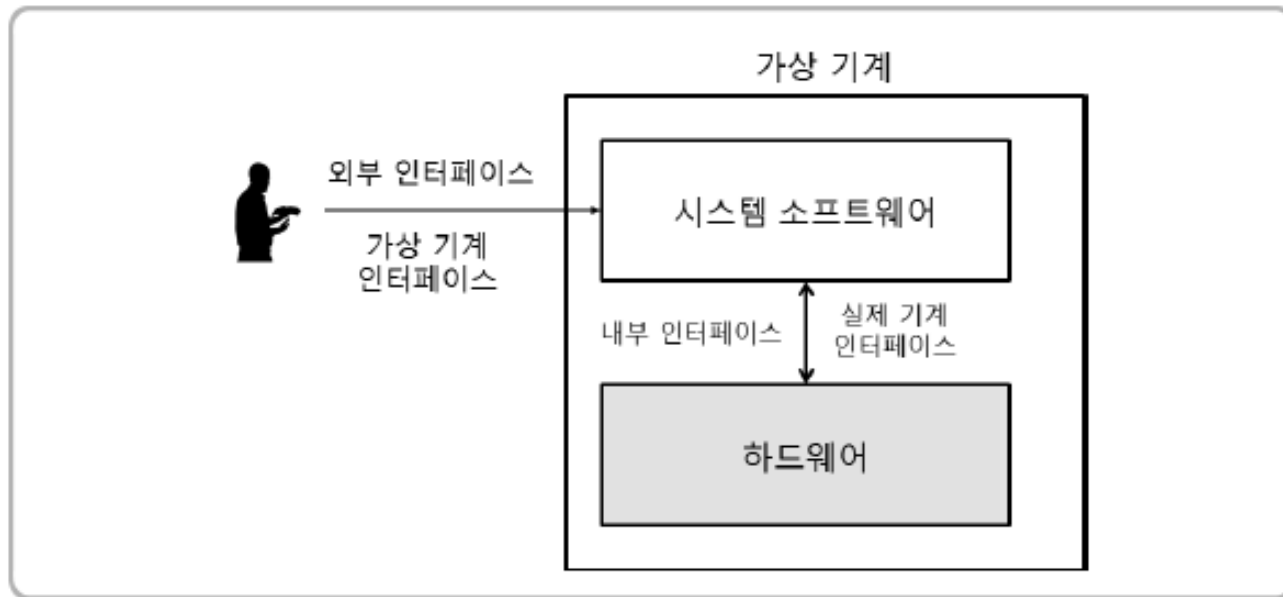 가상 기계
외부 인터페이스
시스템 소프트웨어
가상 기계
인터페이스
내부 인터페이스
실제 기계
인터페이스
하드웨어